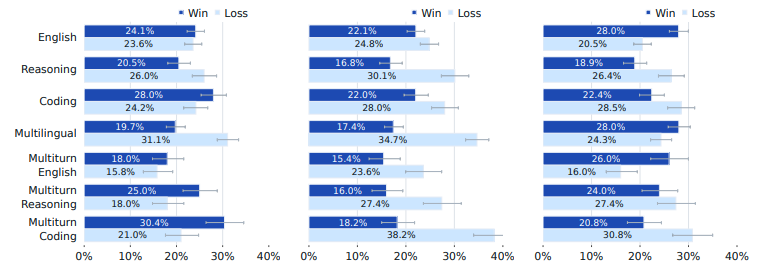 Win Loss Win Loss Win Loss
English 24.1% 22.1% 28.0%
23.6% 24.8% 20.5%
Reasoning 20.5% 16.8% 18.9%
26.0% 30.1% 26.4%
Coding 28.0% 22.0% 22.4%
24.2% 28.0% 28.5%
Multilingual 19.7% 17.4% 28.0%
31.1% 34.7% 24.3%
Multiturn 18.0% 15.4% 26.0%
English 15.8% 23.6% 16.0%
Multiturn 25.0% 16.0% 24.0%
Reasoning 18.0% 27.4% 27.4%
Multiturn 30.4% 18.2% 20.8%
Coding 21.0% 38.2% 30.8%
0% 10% 20% 30% 40% 0% 10% 20% 30% 40% 0% 10% 20% 30% 40%